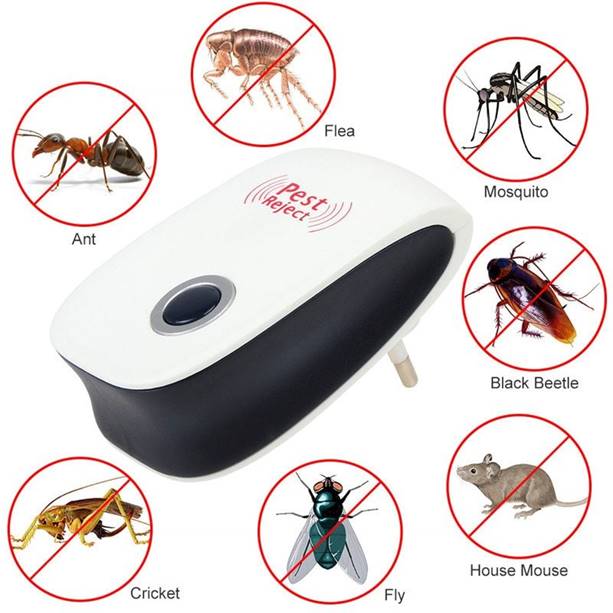 Flea
Mosquito
Ant
Pest
Reject
Black Beetle
House Mouse
Cricket
Fly